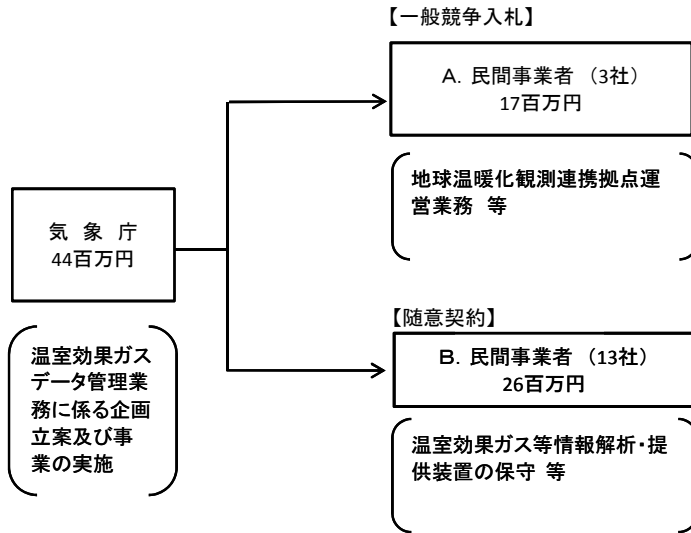 【一般競争入札】
A. 民間事業者 (3社)
17百万円
地球温暖化観測連携拠点運
営業務 等
気 象 庁
44百万円
温室効果ガス
データ管理業
務に係る企画
立案及び事
業の実施
【随意契約】
B. 民間事業者 (13社)
26百万円
温室効果ガス等情報解析・提
供装置の保守 等